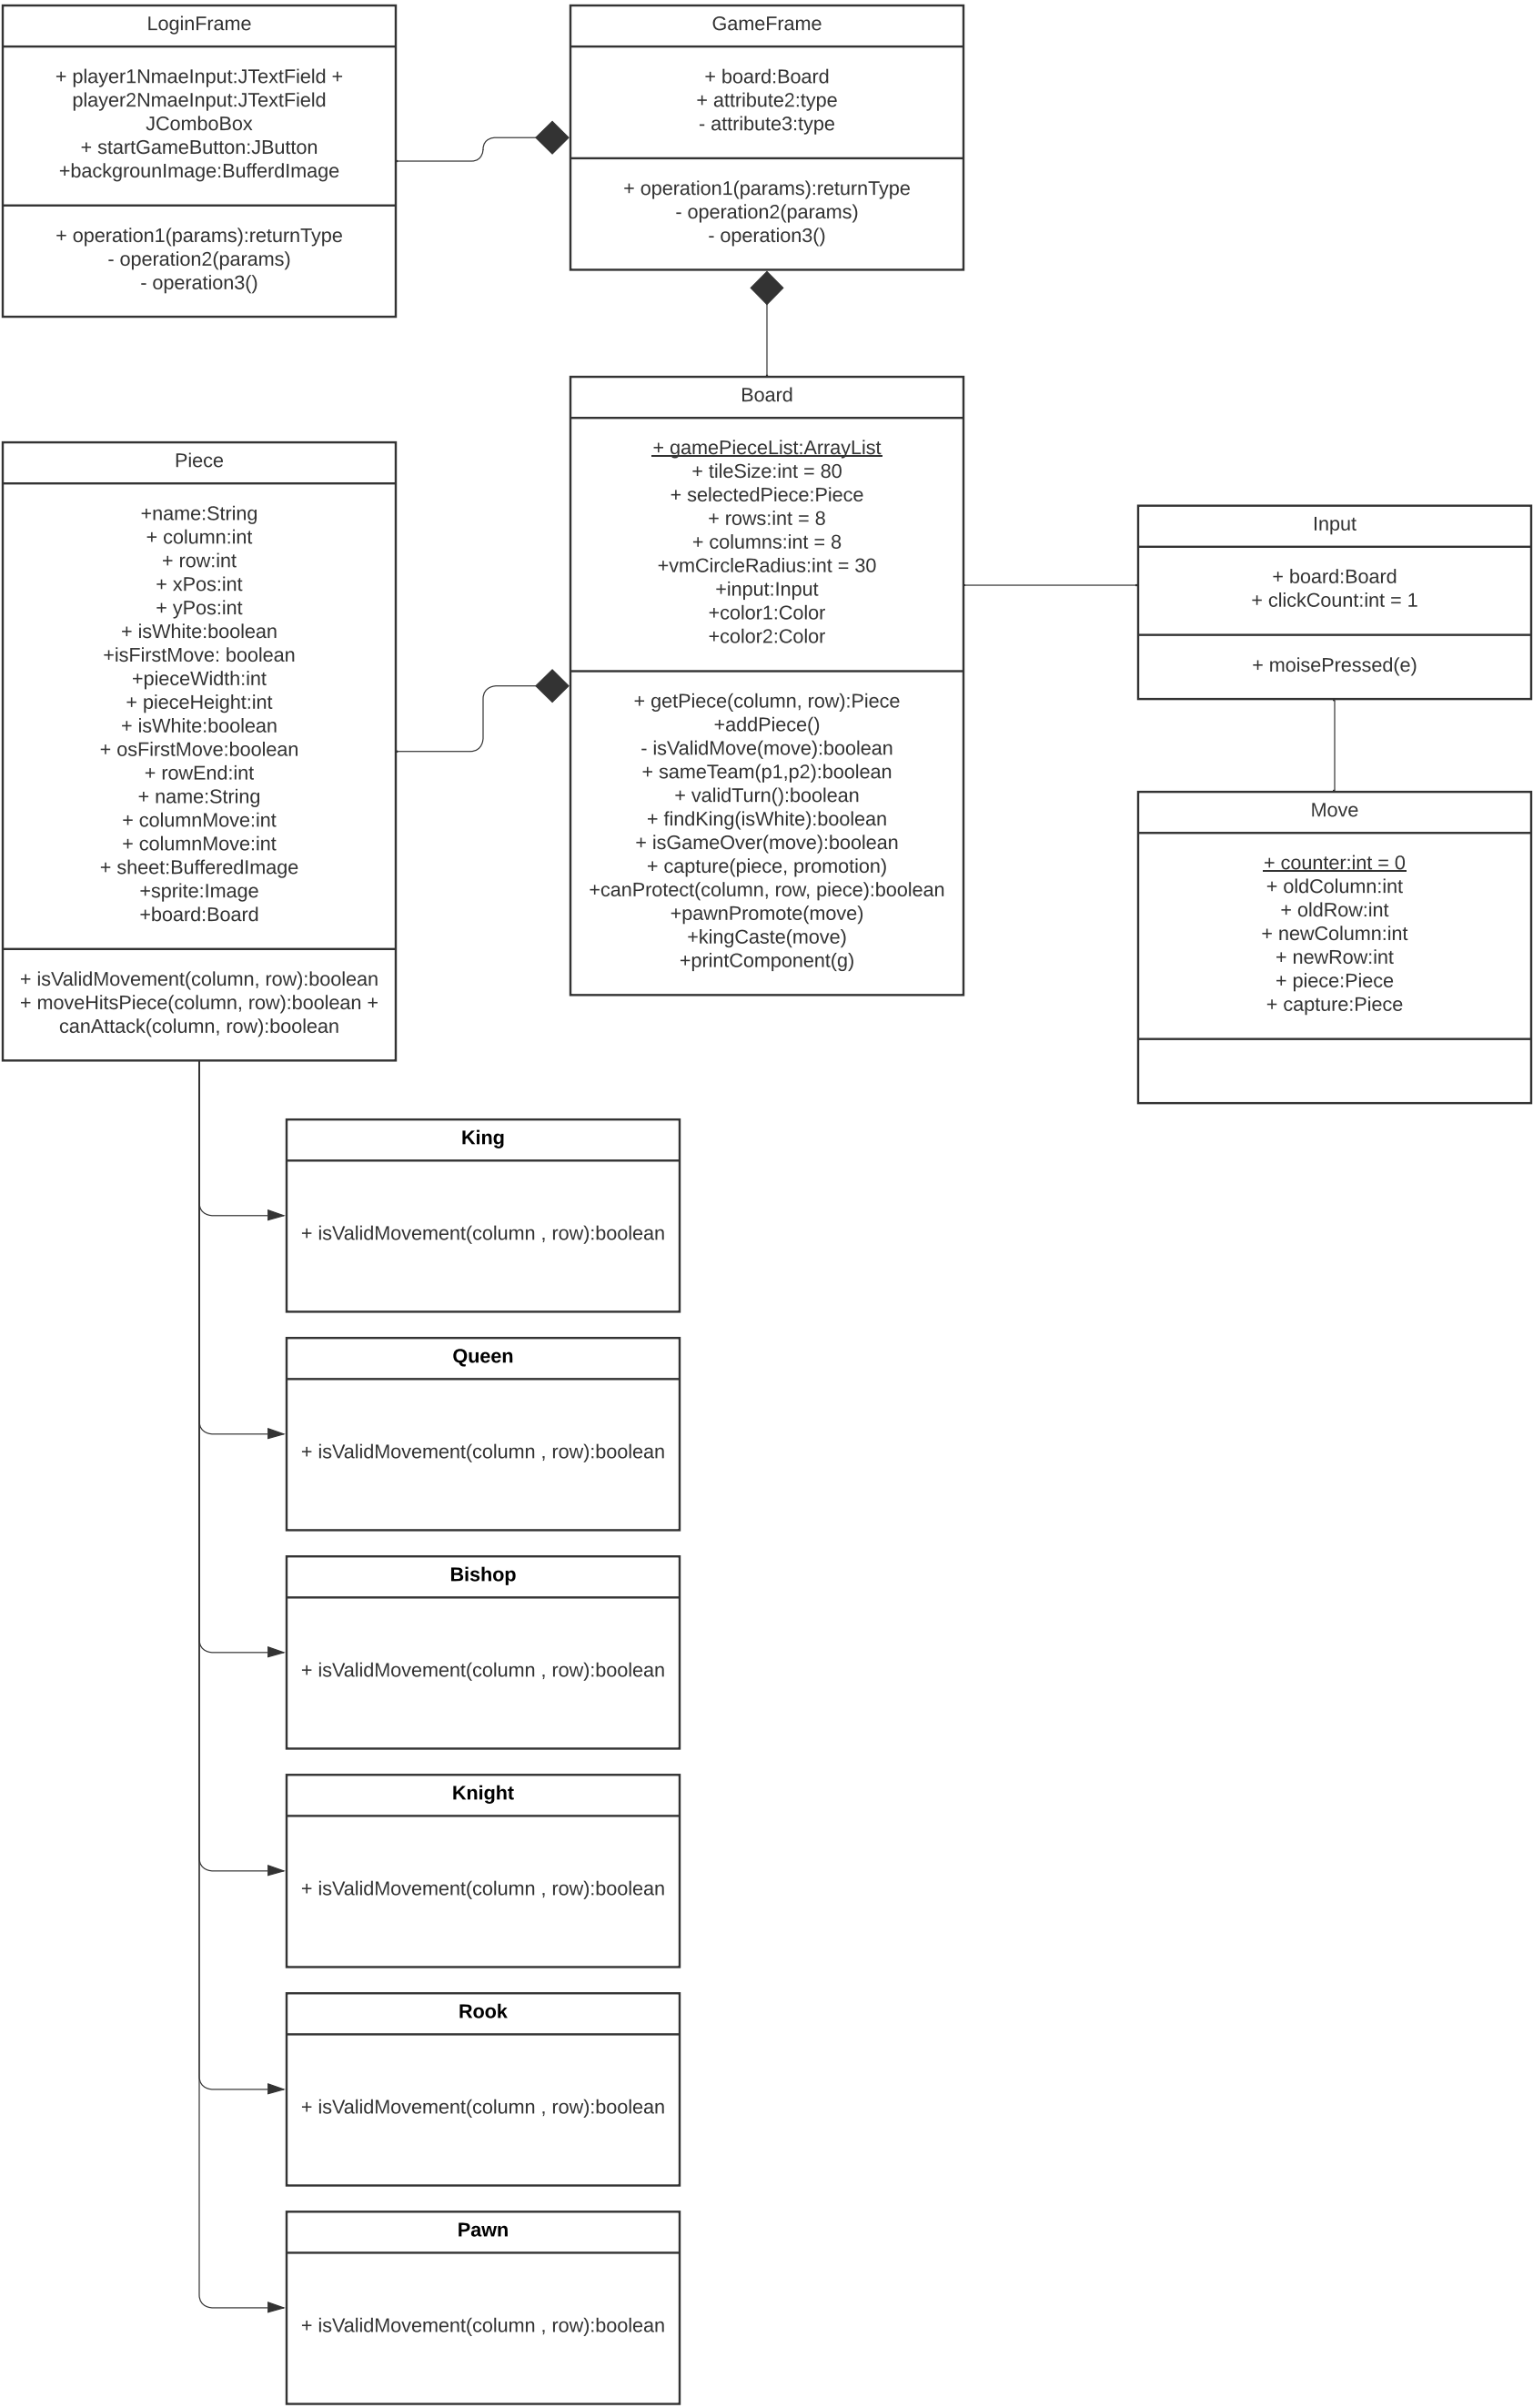 LoginFrame
+ player1NmaeInput:JTextField +
player2NmaeInput:JTextField
JComboBox
+ startGameButton:JButton
+backgrounImage:BufferdImage
+ operation1(params):returnType
- operation2(params)
- operation3()
GameFrame
+ board:Board
+ attribute2:type
- attribute3:type
+ operation1(params):returnType
- operation2(params)
- operation3()
Piece
+name:String
+ column:int
+ row:int
+ xPos:int
+ yPos:int
+ isWhite:boolean
+isFirstMove: boolean
+pieceWidth:int
+ pieceHeight:int
+ isWhite:boolean
+ osFirstMove:boolean
+ rowEnd:int
+ name:String
+ columnMove:int
+ columnMove:int
+ sheet:BufferedImage
+sprite:Image
+board:Board
+ isValidMovement(column, row):boolean
+ moveHitsPiece(column, row):boolean +
canAttack(column, row):boolean
Board
+ gamePieceList:ArrayList
+ tileSize:int = 80
+ selectedPiece:Piece
+ rows:int = 8
+ columns:int = 8
+vmCircleRadius:int = 30
+input:Input
+color1:Color
+color2:Color
+ getPiece(column, row):Piece
+addPiece()
- isValidMove(move):boolean
+ sameTeam(p1,p2):boolean
+ validTurn():boolean
+ findKing(isWhite):boolean
+ isGameOver(move):boolean
+ capture(piece, promotion)
+canProtect(column, row, piece):boolean
+pawnPromote(move)
+kingCaste(move)
+printComponent(g)
Input
+ board:Board
+ clickCount:int = 1
+ moisePressed(e)
Move
+ counter:int = 0
+ oldColumn:int
+ oldRow:int
+ newColumn:int
+ newRow:int
+ piece:Piece
+ capture:Piece
King
+ isValidMovement(column , row):boolean
Queen
+ isValidMovement(column , row):boolean
Bishop
+ isValidMovement(column , row):boolean
Knight
+ isValidMovement(column , row):boolean
Rook
+ isValidMovement(column , row):boolean
Pawn
+ isValidMovement(column , row):boolean